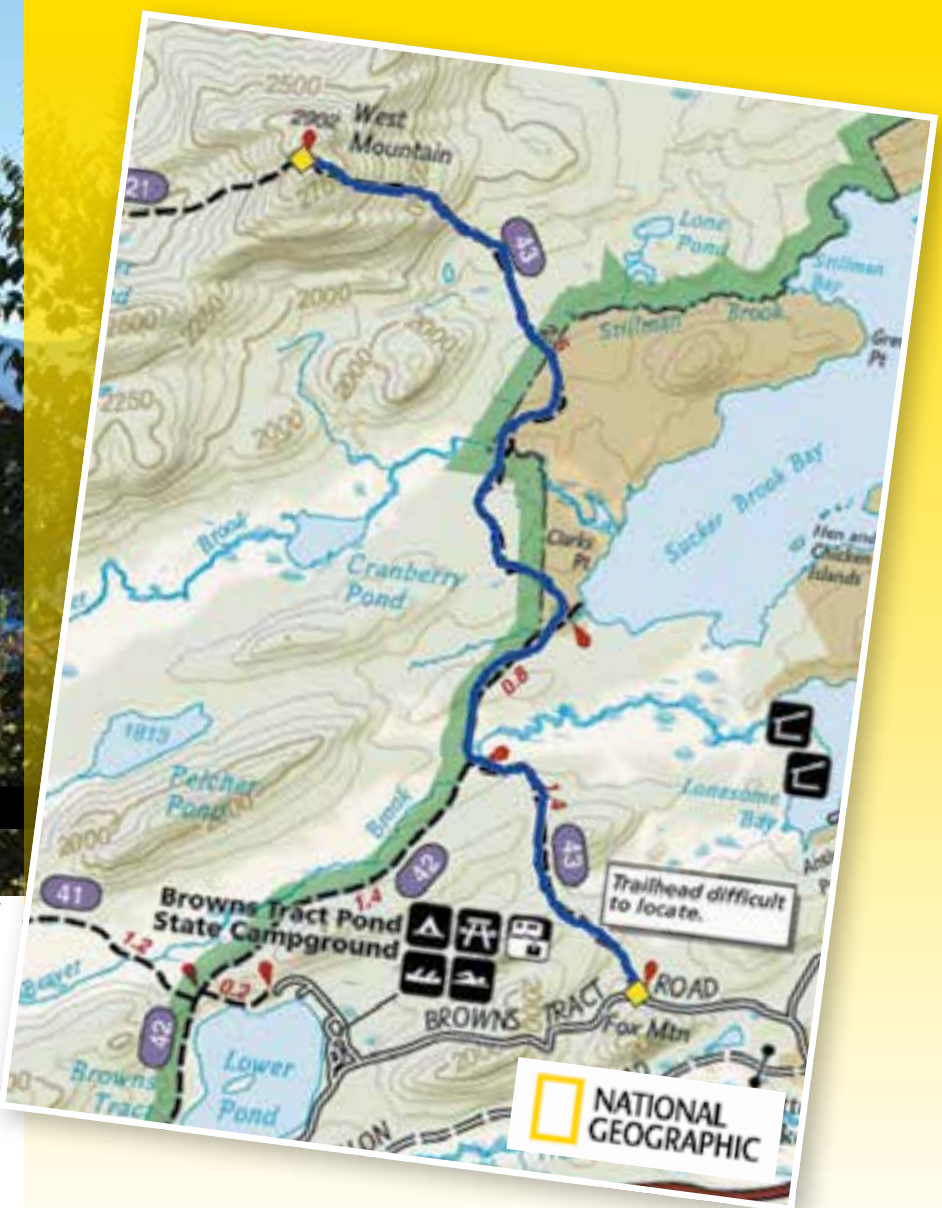 2500
2902
West
Mountain
21
43
Lone
Pond
Stillman
Bay
2000
2000
2000
2000
2250
Stillman Brook
Sucker Brook Bay
Clarks
Pt
Hen and
Chicken
Islands
Brook
Cranberry
Pond
0.8
1813
Pelcher
Pond
2000
Brook
Lonesome
Bay
1.4
43
42
1.4
41
1.2
Browns Tract Pond
State Campground
Trailhead difficult
to locate.
0.2
42
BROWNS TRACT ROAD
Fox Mtn
Lower
Pond
Browns
Tract
NATIONAL
GEOGRAPHIC